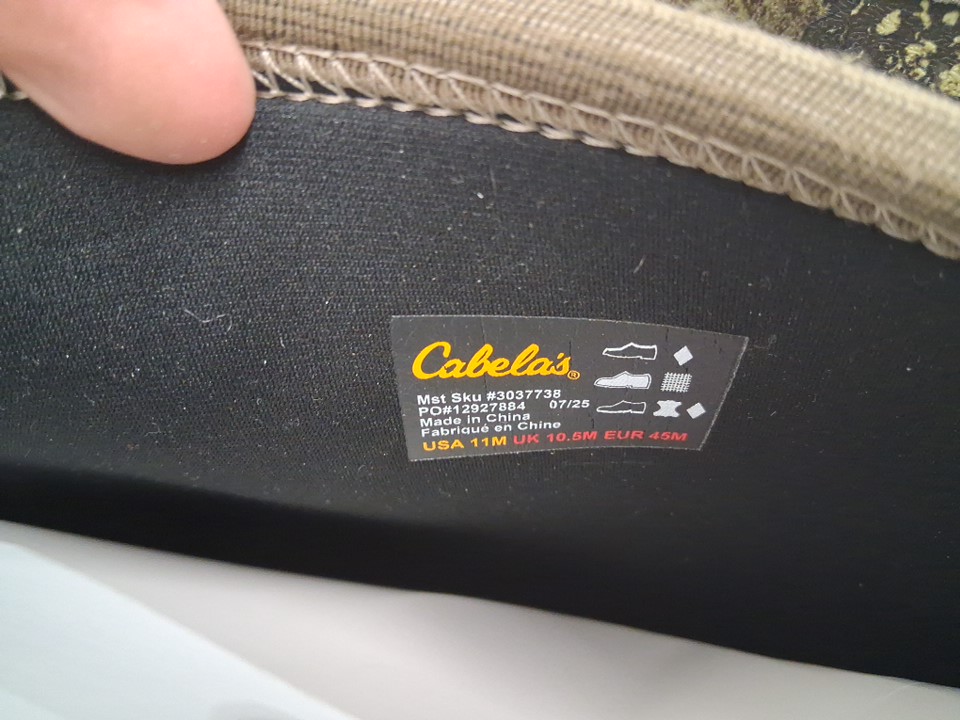 Cabela's®
Mst Sku #3037738
PO#12927884 07/25
Made in China
Fabriqué en Chine
USA 11M UK 10.5M EUR 45M